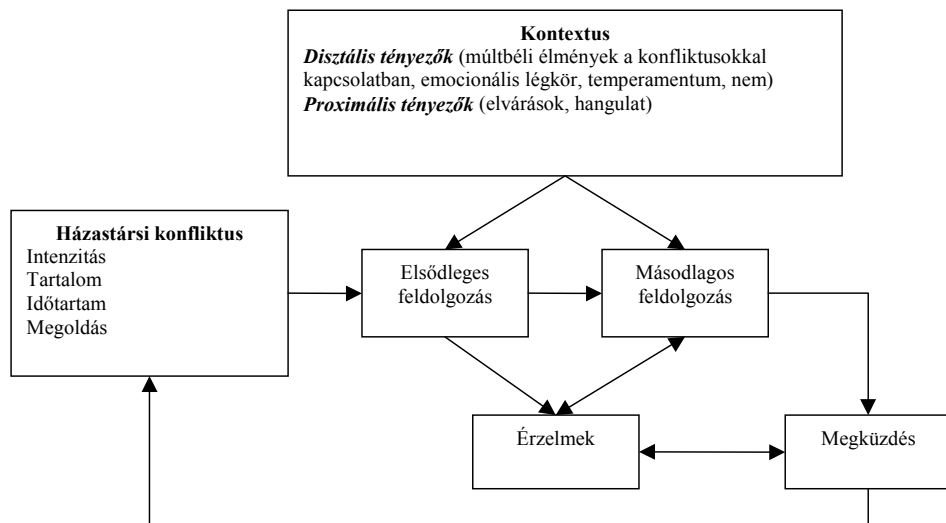 Kontextus
Disztális tényezők (múltbéli élmények a konfliktusokkal
kapcsolatban, emocionális légkör, temperamentum, nem)
Proximális tényezők (elvárások, hangulat)
Házastársi konfliktus
Intenzitás
Tartalom
Időtartam
Megoldás
Elsődleges
feldolgozás
Másodlagos
feldolgozás
Érzelmek
Megküzdés